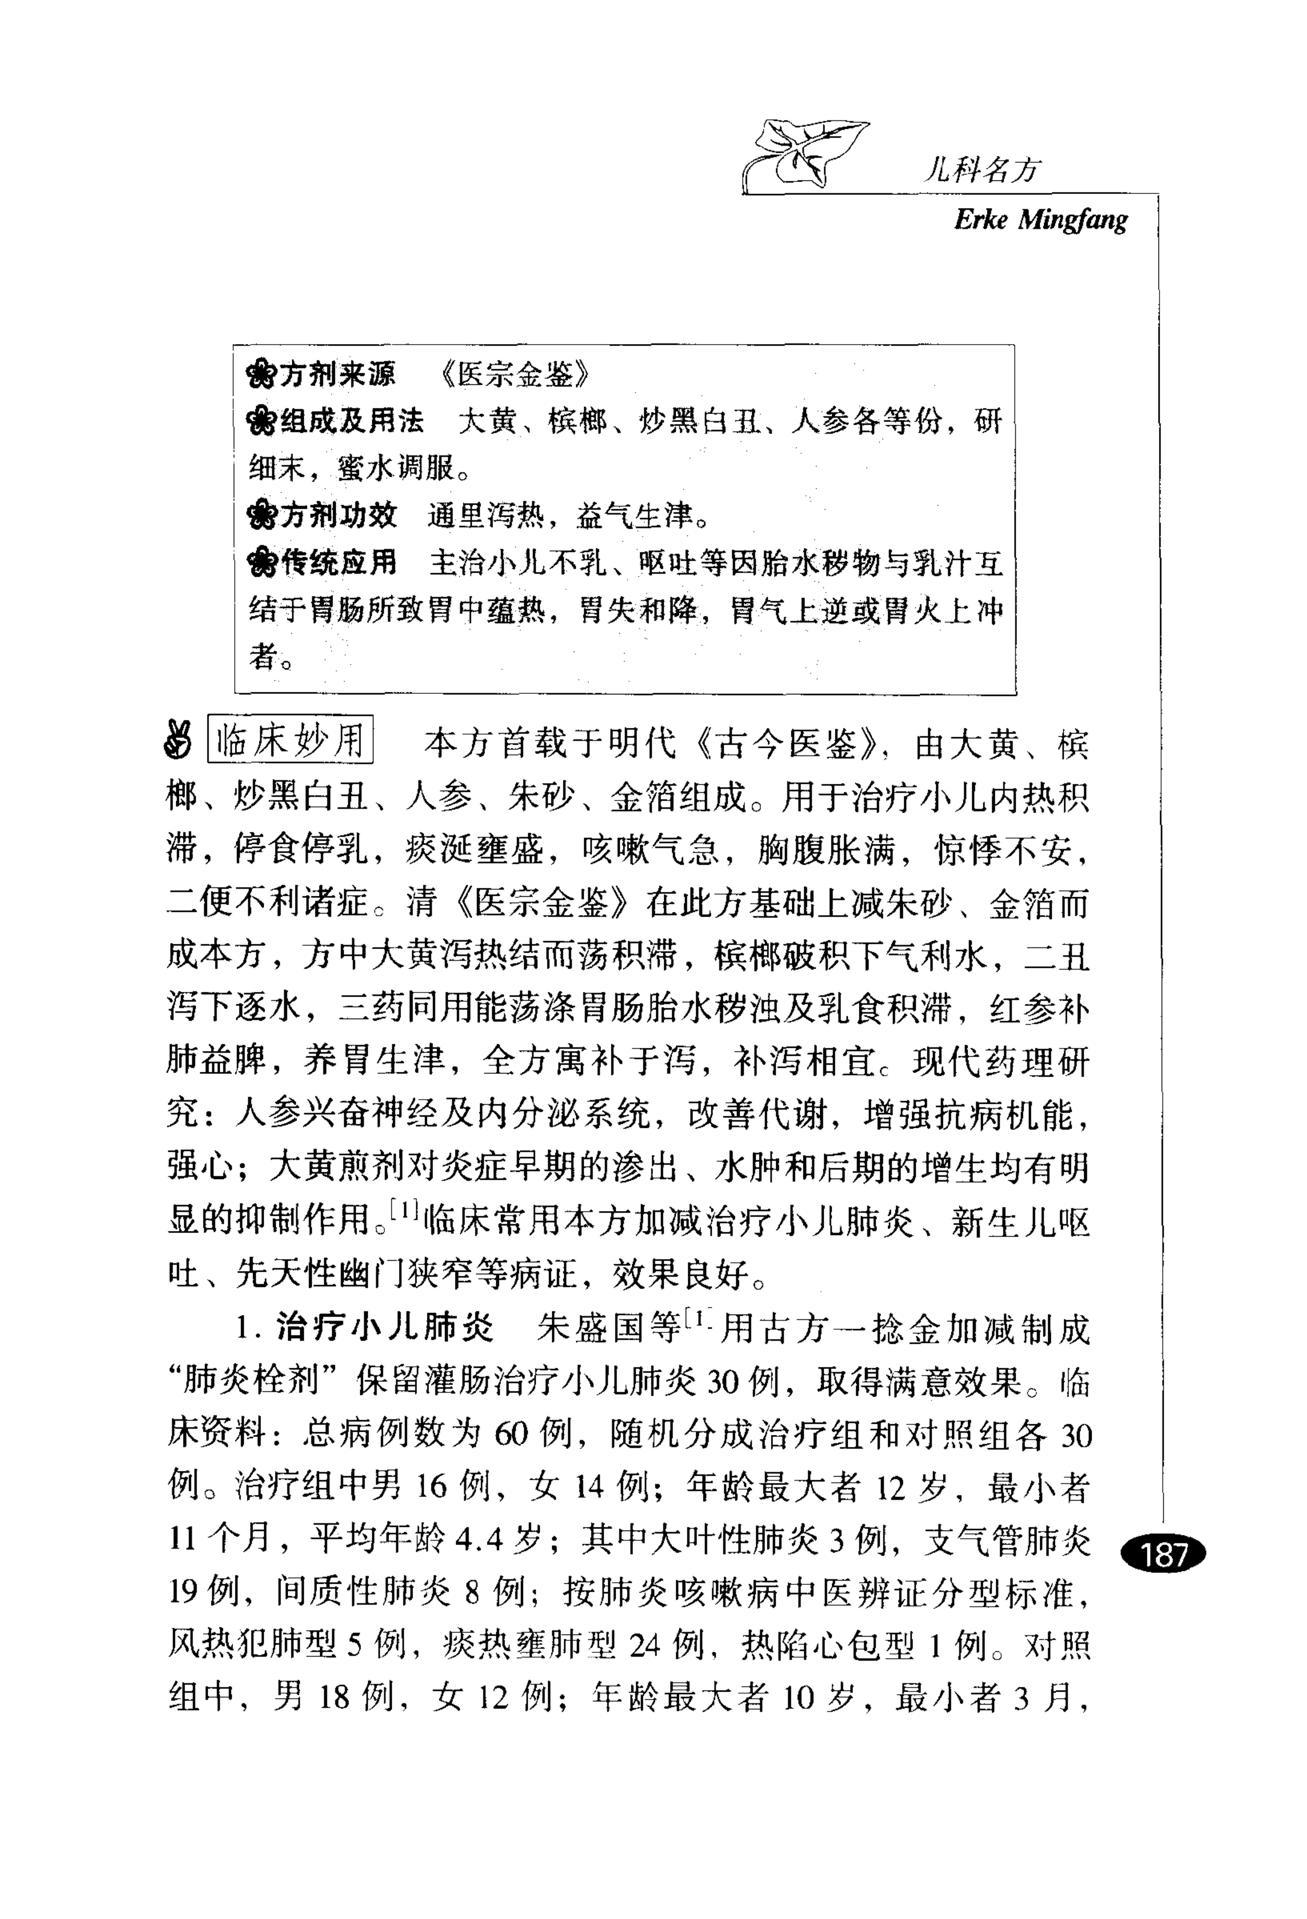 儿科名方
Erke Mingfang
方剂来源 《医宗金鉴》
组成及用法 大黄、槟榔、炒黑白丑、人参各等份，研
细末，蜜水调服。
方剂功效 通里泻热，益气生津。
传统应用 主治小儿不乳、呕吐等因胎水秽物与乳汁互
结于胃肠所致胃中蕴热，胃失和降，胃气上逆或胃火上冲
者。
临床妙用 本方首载于明代《古今医鉴》，由大黄、槟
榔、炒黑白丑、人参、朱砂、金箔组成。用于治疗小儿内热积
滞，停食停乳，痰涎壅盛，咳嗽气急，胸腹胀满，惊悸不安，
二便不利诸症。清《医宗金鉴》在此方基础上减朱砂、金箔而
成本方，方中大黄泻热结而荡积滞，槟榔破积下气利水，二丑
泻下逐水，三药同用能荡涤胃肠胎水秽浊及乳食积滞，红参补
肺益脾，养胃生津，全方寓补于泻，补泻相宜。现代药理研
究：人参兴奋神经及内分泌系统，改善代谢，增强抗病机能，
强心；大黄煎剂对炎症早期的渗出、水肿和后期的增生均有明
显的抑制作用。[1]临床常用本方加减治疗小儿肺炎、新生儿呕
吐、先天性幽门狭窄等病证，效果良好。
1. 治疗小儿肺炎 朱盛国等[1]用古方一捻金加减制成
“肺炎栓剂”保留灌肠治疗小儿肺炎 30 例，取得满意效果。临
床资料：总病例数为 60 例，随机分成治疗组和对照组各 30
例。治疗组中男 16 例，女 14 例；年龄最大者 12 岁，最小者
11 个月，平均年龄 4.4 岁；其中大叶性肺炎 3 例，支气管肺炎
19 例，间质性肺炎 8 例；按肺炎咳嗽病中医辨证分型标准，
风热犯肺型 5 例，痰热壅肺型 24 例，热陷心包型 1 例。对照
组中，男 18 例，女 12 例；年龄最大者 10 岁，最小者 3 月，
187